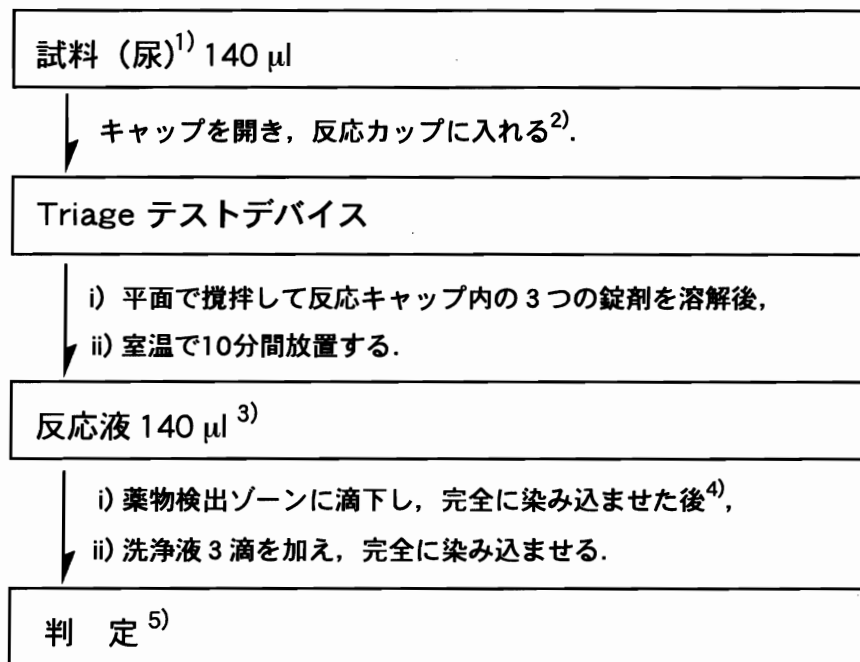 試料（尿）1) 140 μl
キャップを開き，反応カップに入れる2).
Triage テストデバイス
i) 平面で撹拌して反応キャップ内の3つの錠剤を溶解後，
ii) 室温で10分間放置する.
反応液 140 μl 3)
i) 薬物検出ゾーンに滴下し，完全に染み込ませた後4)，
ii) 洗浄液3滴を加え，完全に染み込ませる.
判　定 5)